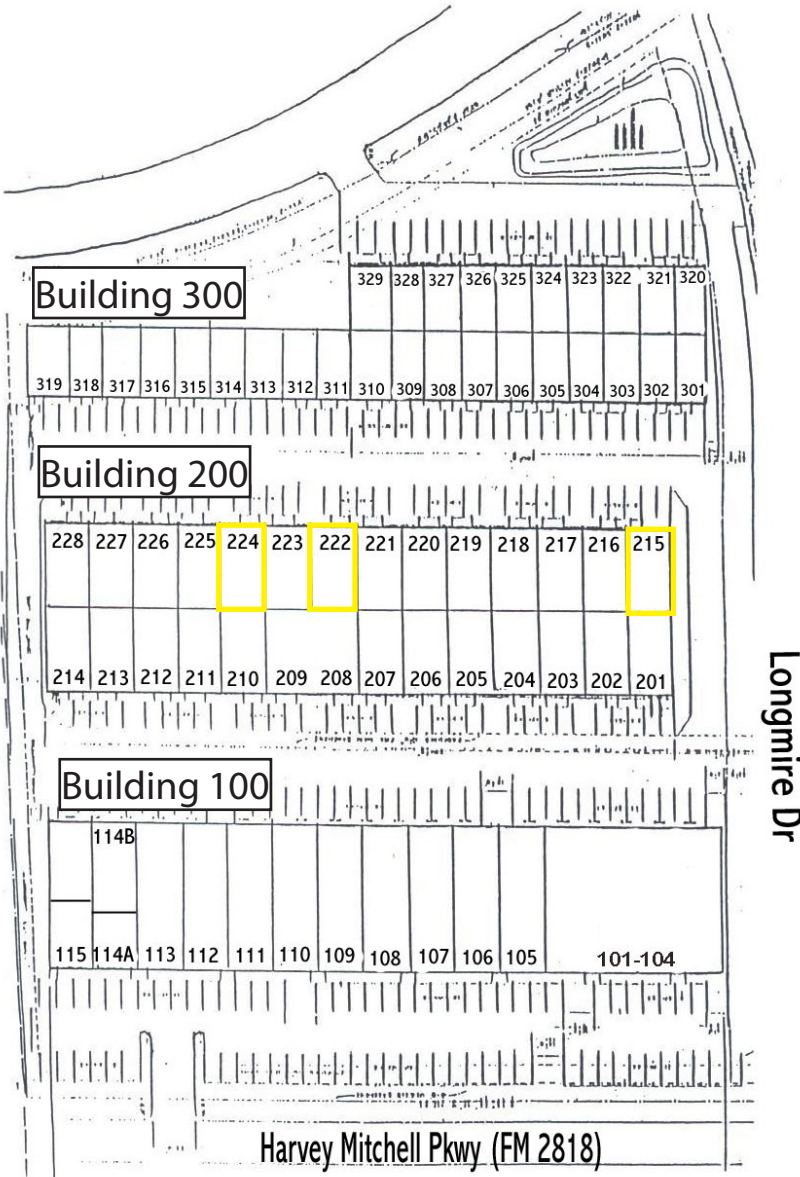 Building 300
329 328 327 326 325 324 323 322 321 320
319 318 317 316 315 314 313 312 311 310 309 308 307 306 305 304 303 302 301
Building 200
228 227 226 225 224 223 222 221 220 219 218 217 216 215
214 213 212 211 210 209 208 207 206 205 204 203 202 201
Longmire Dr
Building 100
114B
115 114A 113 112 111 110 109 108 107 106 105 101-104
Harvey Mitchell Pkwy (FM 2818)